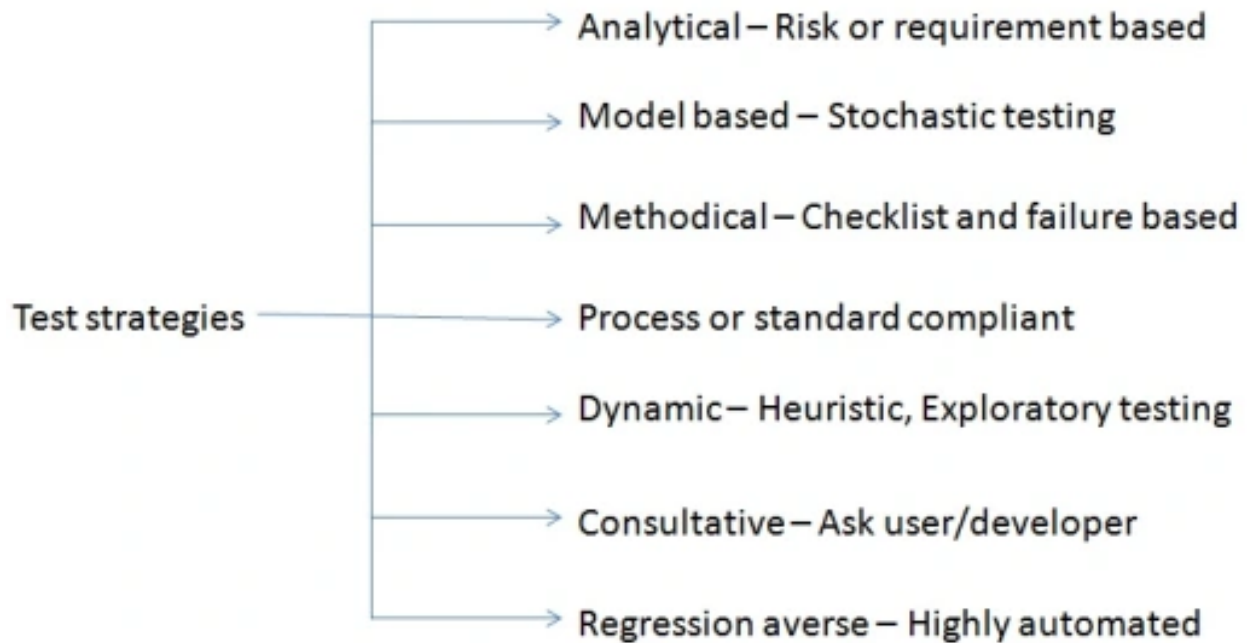 Analytical – Risk or requirement based
Model based – Stochastic testing
Methodical – Checklist and failure based
Test strategies
Process or standard compliant
Dynamic – Heuristic, Exploratory testing
Consultative – Ask user/developer
Regression averse – Highly automated